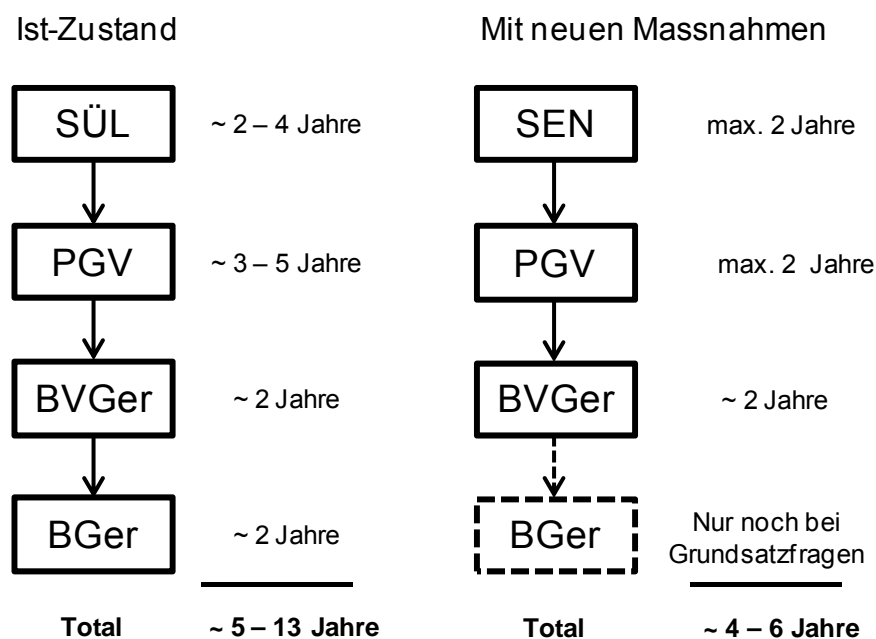 Ist-Zustand
SÜL ~ 2 – 4 Jahre
PGV ~ 3 – 5 Jahre
BVGer ~ 2 Jahre
BGer ~ 2 Jahre
Total ~ 5 – 13 Jahre
Mit neuen Massnahmen
SEN max. 2 Jahre
PGV max. 2 Jahre
BVGer ~ 2 Jahre
BGer Nur noch bei
Grundsatzfragen
Total ~ 4 – 6 Jahre